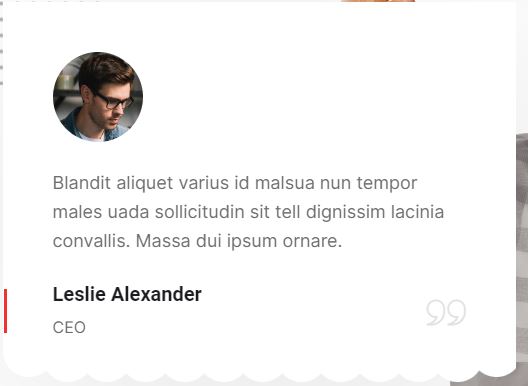 Blandit aliquet varius id malsua nun tempor
males uada sollicitudin sit tell dignissim lacinia
convallis. Massa dui ipsum ornare.
Leslie Alexander
CEO